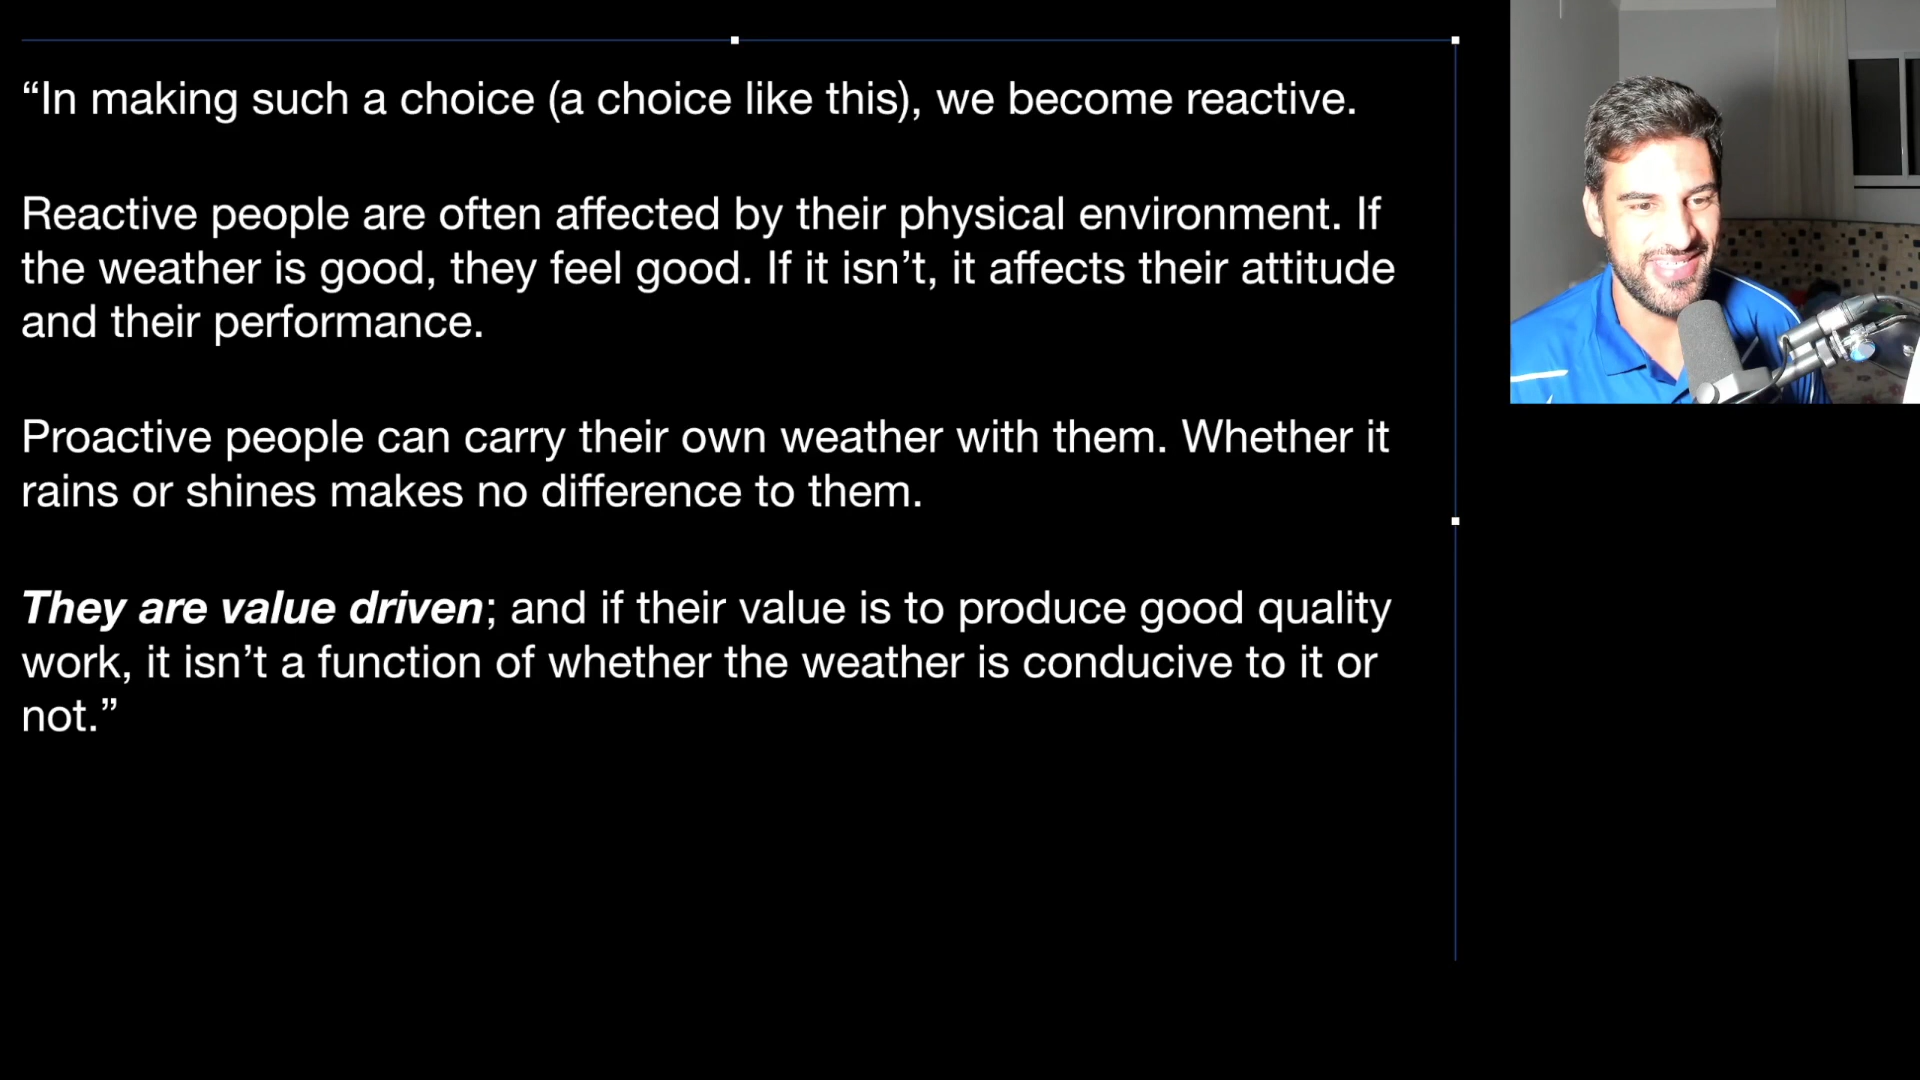 “In making such a choice (a choice like this), we become reactive.
Reactive people are often affected by their physical environment. If
the weather is good, they feel good. If it isn’t, it affects their attitude
and their performance.
Proactive people can carry their own weather with them. Whether it
rains or shines makes no difference to them.
They are value driven; and if their value is to produce good quality
work, it isn’t a function of whether the weather is conducive to it or
not.”